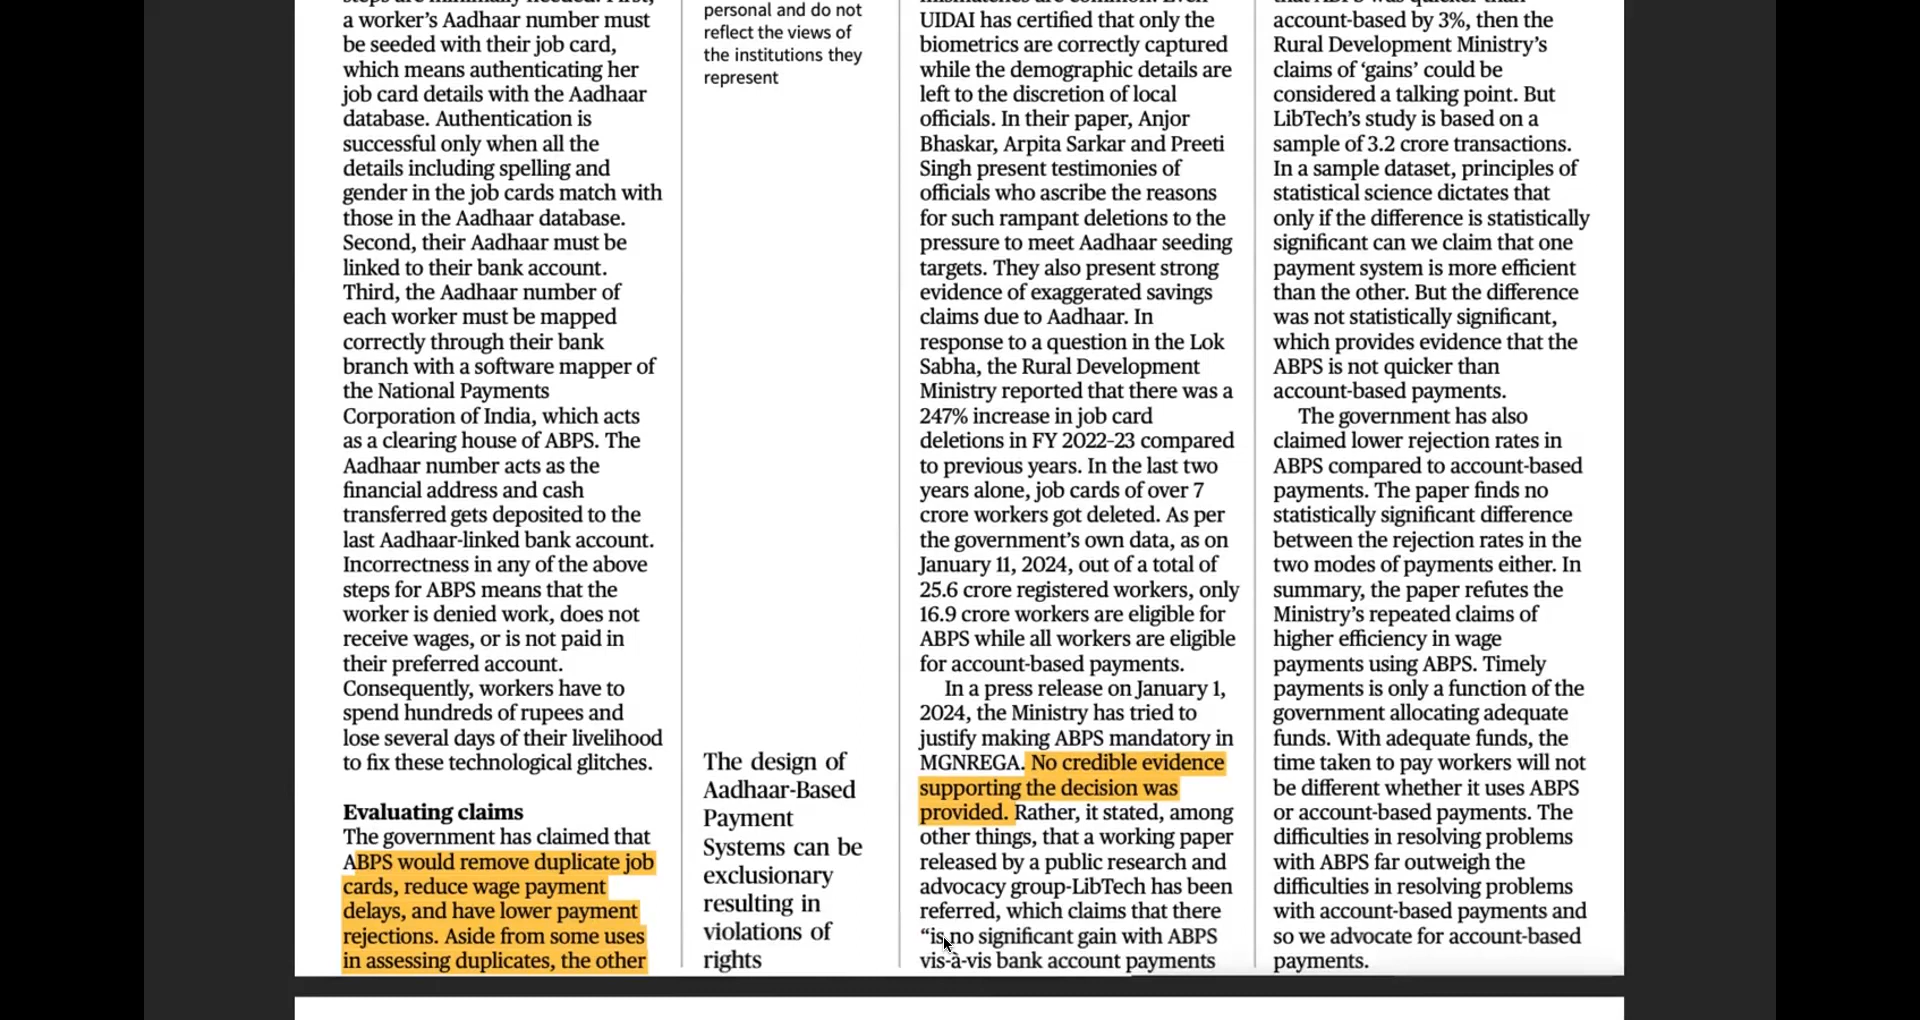 a worker's Aadhaar number must
be seeded with their job card,
which means authenticating her
job card details with the Aadhaar
database. Authentication is
successful only when all the
details including spelling and
gender in the job cards match with
those in the Aadhaar database.
Second, their Aadhaar must be
linked to their bank account.
Third, the Aadhaar number of
each worker must be mapped
correctly through their bank
branch with a software mapper of
the National Payments
Corporation of India, which acts
as a clearing house of ABPS. The
Aadhaar number acts as the
financial address and cash
transferred gets deposited to the
last Aadhaar-linked bank account.
Incorrectness in any of the above
steps for ABPS means that the
worker is denied work, does not
receive wages, or is not paid in
their preferred account.
Consequently, workers have to
spend hundreds of rupees and
lose several days of their livelihood
to fix these technological glitches.
Evaluating claims
The government has claimed that
ABPS would remove duplicate job
cards, reduce wage payment
delays, and have lower payment
rejections. Aside from some uses
in assessing duplicates, the other
personal and do not
reflect the views of
the institutions they
represent
The design of
Aadhaar-Based
Payment
Systems can be
exclusionary
resulting in
violations of
rights
UIDAI has certified that only the
biometrics are correctly captured
while the demographic details are
left to the discretion of local
officials. In their paper, Anjor
Bhaskar, Arpita Sarkar and Preeti
Singh present testimonies of
officials who ascribe the reasons
for such rampant deletions to the
pressure to meet Aadhaar seeding
targets. They also present strong
evidence of exaggerated savings
claims due to Aadhaar. In
response to a question in the Lok
Sabha, the Rural Development
Ministry reported that there was a
247% increase in job card
deletions in FY 2022-23 compared
to previous years. In the last two
years alone, job cards of over 7
crore workers got deleted. As per
the government's own data, as on
January 11, 2024, out of a total of
25.6 crore registered workers, only
16.9 crore workers are eligible for
ABPS while all workers are eligible
for account-based payments.
In a press release on January 1,
2024, the Ministry has tried to
justify making ABPS mandatory in
MGNREGA. No credible evidence
supporting the decision was
provided. Rather, it stated, among
other things, that a working paper
released by a public research and
advocacy group-LibTech has been
referred, which claims that there
“is no significant gain with ABPS
vis-à-vis bank account payments
account-based by 3%, then the
Rural Development Ministry's
claims of ‘gains’ could be
considered a talking point. But
LibTech's study is based on a
sample of 3.2 crore transactions.
In a sample dataset, principles of
statistical science dictates that
only if the difference is statistically
significant can we claim that one
payment system is more efficient
than the other. But the difference
was not statistically significant,
which provides evidence that the
ABPS is not quicker than
account-based payments.
The government has also
claimed lower rejection rates in
ABPS compared to account-based
payments. The paper finds no
statistically significant difference
between the rejection rates in the
two modes of payments either. In
summary, the paper refutes the
Ministry's repeated claims of
higher efficiency in wage
payments using ABPS. Timely
payments is only a function of the
government allocating adequate
funds. With adequate funds, the
time taken to pay workers will not
be different whether it uses ABPS
or account-based payments. The
difficulties in resolving problems
with ABPS far outweigh the
difficulties in resolving problems
with account-based payments and
so we advocate for account-based
payments.